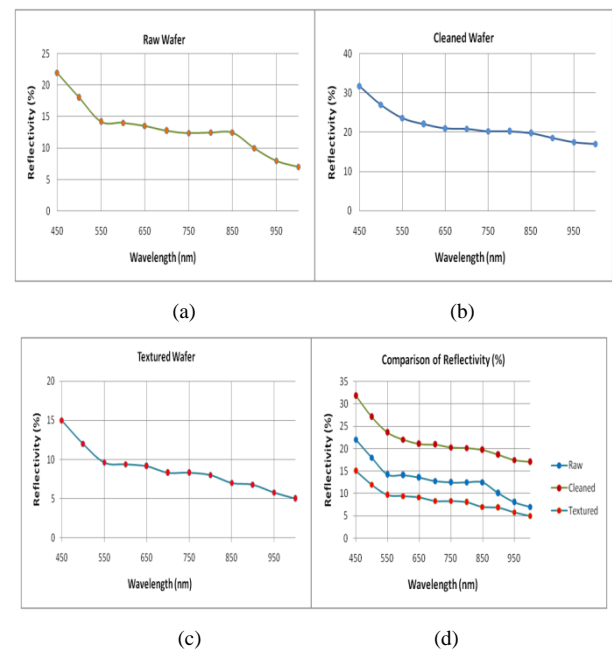 Raw Wafer
25
20
15
10
5
0
Reflectivity (%)
450 550 650 750 850 950
Wavelength (nm)
(a)
Cleaned Wafer
40
30
20
10
0
Reflectivity (%)
450 550 650 750 850 950
Wavelength (nm)
(b)
Textured Wafer
20
15
10
5
0
Reflectivity (%)
450 550 650 750 850 950
Wavelength (nm)
(c)
Comparison of Reflectivity (%)
35
30
25
20
15
10
5
0
Reflectivity (%)
450 550 650 750 850 950
Wavelength (nm)
Raw
Cleaned
Textured
(d)